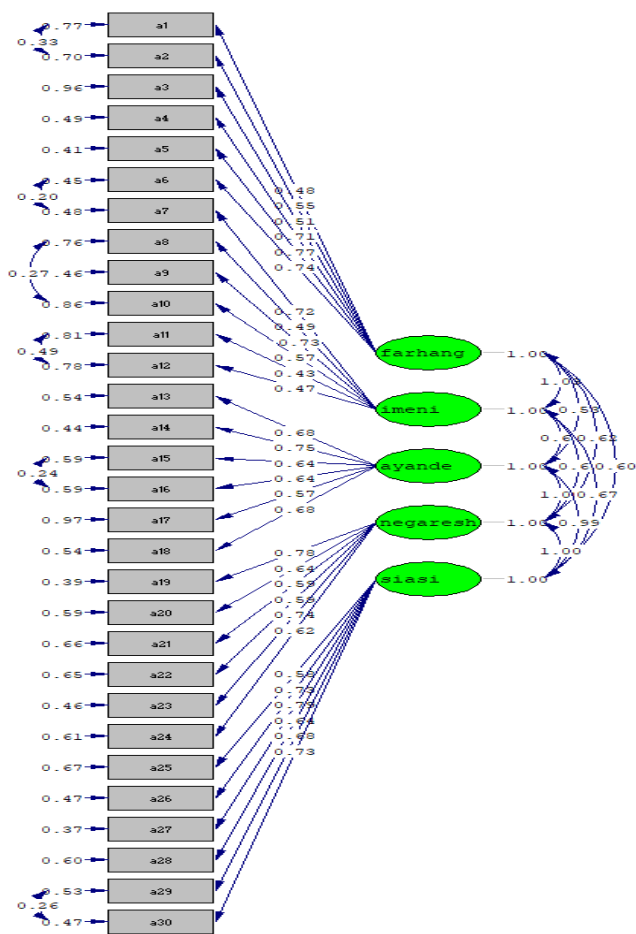 0.77 a1
0.33
0.70 a2
0.96 a3
0.49 a4
0.41 a5
0.45 a6
0.20
0.48 a7
0.76 a8
0.27 .46 a9
0.86 a10
0.81 a11
0.49
0.78 a12
0.54 a13
0.44 a14
0.59 a15
0.24
0.59 a16
0.97 a17
0.54 a18
0.39 a19
0.59 a20
0.66 a21
0.65 a22
0.46 a23
0.61 a24
0.67 a25
0.47 a26
0.37 a27
0.60 a28
0.53 a29
0.26
0.47 a30
0.48
0.55
0.51
0.71
0.77
0.74
0.72
0.49
0.73
0.57
0.43
0.47
0.68
0.75
0.64
0.64
0.57
0.68
0.78
0.64
0.59
0.59
0.74
0.62
0.58
0.73
0.79
0.64
0.68
0.73
farhang 1.00
imeni 1.00
0.62
ayande 1.00
0.60
0.67
negaresh 1.00
0.99
1.00
siasi 1.00